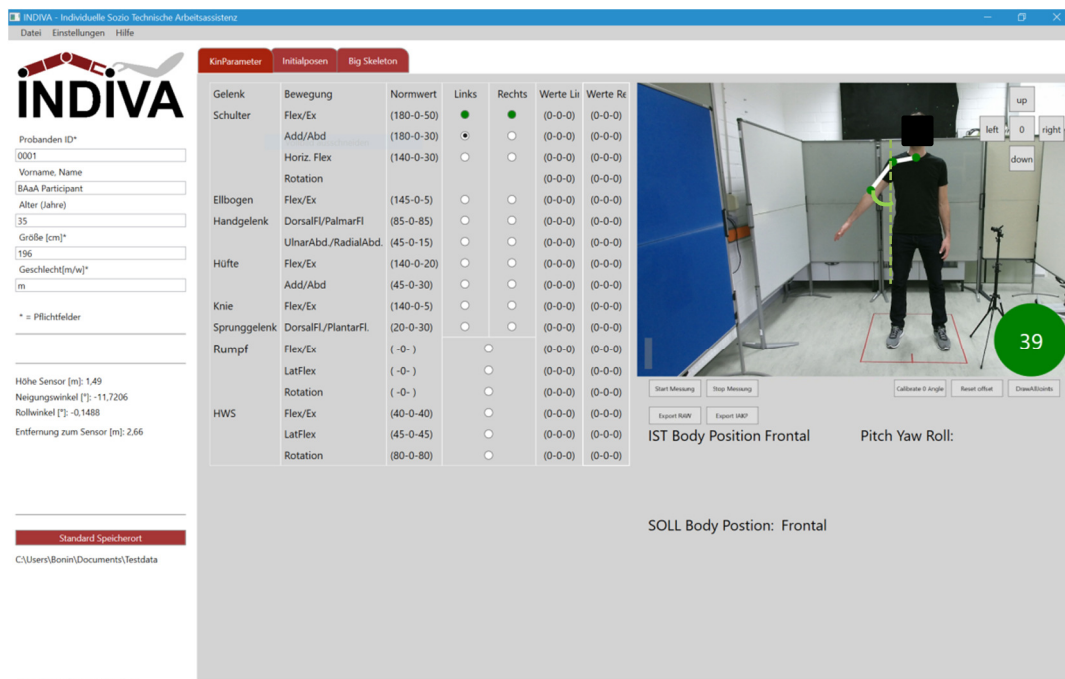 INDIVA - Individuelle Sozio Technische Arbeitsassistenz
Datei Einstellungen Hilfe
INDIVA
Probanden ID*
0001
Vorname, Name
BAaA Participant
Alter (Jahre)
35
Größe [cm]*
196
Geschlecht[m/w]*
m
* = Pflichtfelder
Höhe Sensor [m]: 1,49
Neigungswinkel [°]: -11,7206
Rollwinkel [°]: -0,1488
Entfernung zum Sensor [m]: 2,66
Standard Speicherort
C:\Users\Bonin\Documents\Testdata
KinParameter Initialposen Big Skeleton
Gelenk Bewegung Normwert Links Rechts Werte Lir Werte Re
Schulter Flex/Ex (180-0-50) (0-0-0) (0-0-0)
Add/Abd (180-0-30) (0-0-0) (0-0-0)
Horiz. Flex (140-0-30) (0-0-0) (0-0-0)
Rotation (0-0-0) (0-0-0)
Ellbogen Flex/Ex (145-0-5) (0-0-0) (0-0-0)
Handgelenk DorsalFl/PalmarFl (85-0-85) (0-0-0) (0-0-0)
UlnarAbd./RadialAbd. (45-0-15) (0-0-0) (0-0-0)
Hüfte Flex/Ex (140-0-20) (0-0-0) (0-0-0)
Add/Abd (45-0-30) (0-0-0) (0-0-0)
Knie Flex/Ex (140-0-5) (0-0-0) (0-0-0)
Sprunggelenk DorsalFl./PlantarFl. (20-0-30) (0-0-0) (0-0-0)
Rumpf Flex/Ex ( -0- ) (0-0-0) (0-0-0)
LatFlex ( -0- ) (0-0-0) (0-0-0)
Rotation ( -0- ) (0-0-0) (0-0-0)
HWS Flex/Ex (40-0-40) (0-0-0) (0-0-0)
LatFlex (45-0-45) (0-0-0) (0-0-0)
Rotation (80-0-80) (0-0-0) (0-0-0)
up
left 0 right
down
39
Start Messung Stop Messung Calibrate 0 Angle Reset offset DrawAllJoints
Export RAW Export IAK?
IST Body Position Frontal Pitch Yaw Roll:
SOLL Body Postion: Frontal